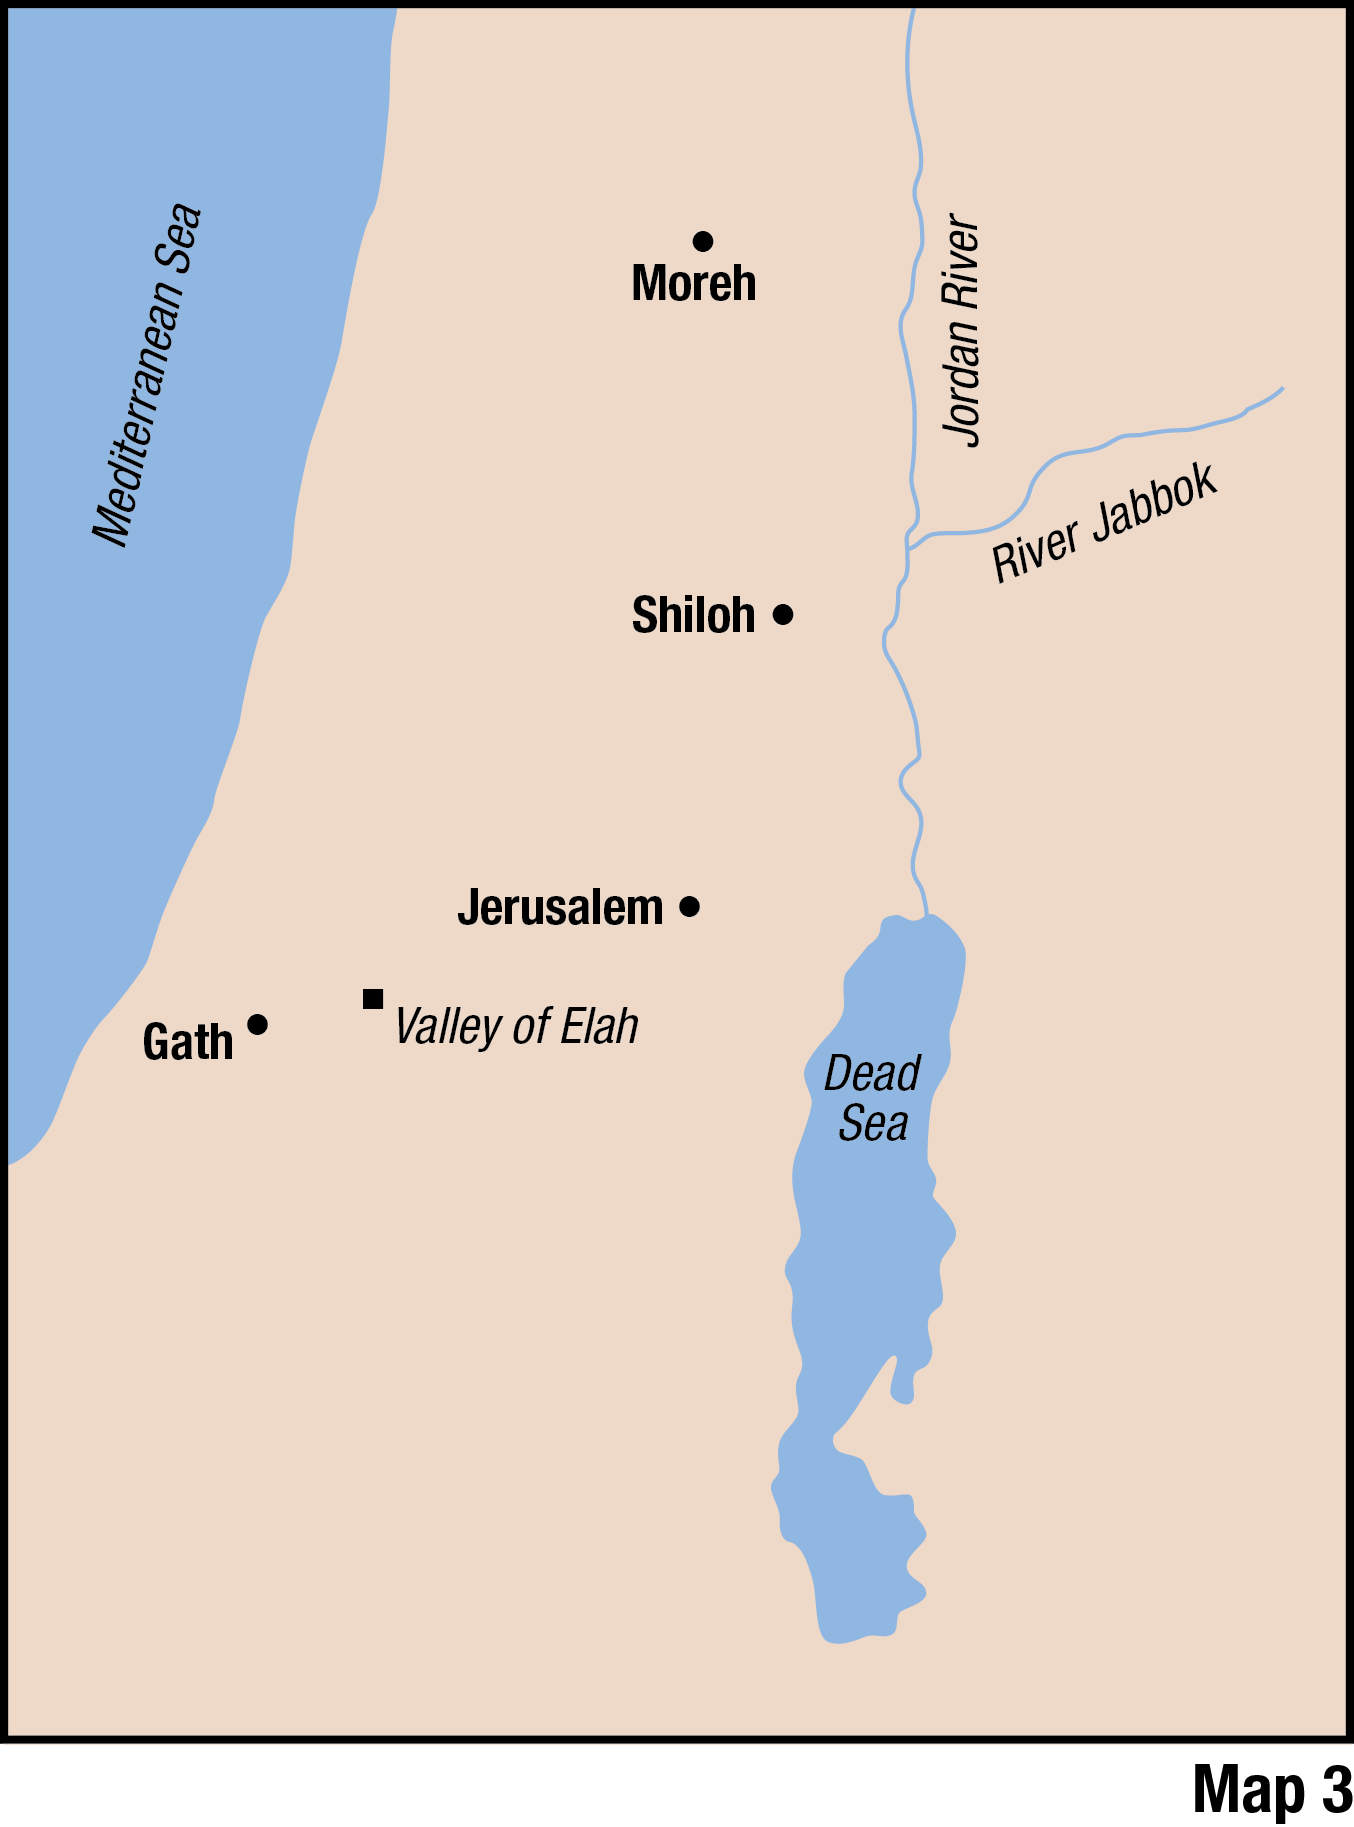 Mediterranean Sea
Moreh
Jordan River
River Jabbok
Shiloh
Jerusalem
Valley of Elah
Gath
Dead
Sea
Map 3